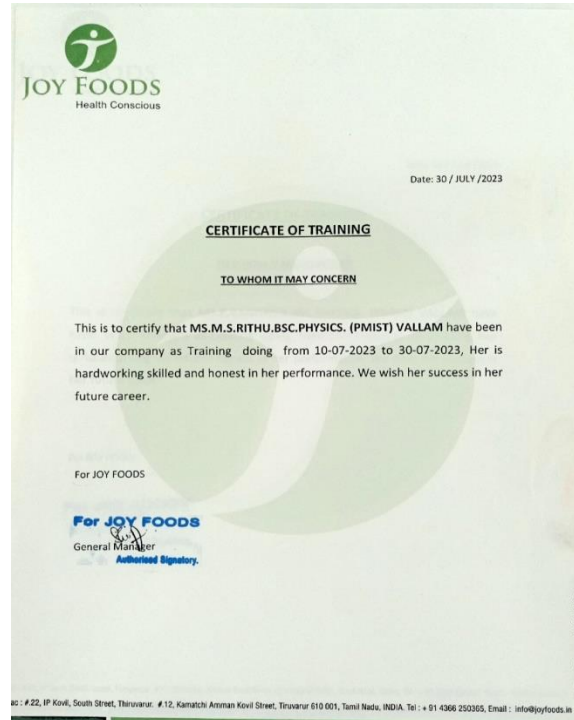 JOY FOODS
Health Conscious
Date: 30 / JULY /2023
CERTIFICATE OF TRAINING
TO WHOM IT MAY CONCERN
This is to certify that MS.M.S.RITHU.BSC.PHYSICS. (PMIST) VALLAM have been
in our company as Training doing from 10-07-2023 to 30-07-2023, Her is
hardworking skilled and honest in her performance. We wish her success in her
future career.
For JOY FOODS
For JOY FOODS
General Manager
Authorised Signatory.
ac : #.22, IP Kovil, South Street, Thiruvarur. #.12, Kamatchi Amman Kovil Street, Tiruvarur 610 001, Tamil Nadu, INDIA. Tel : + 91 4366 250365, Email : info@joyfoods.in